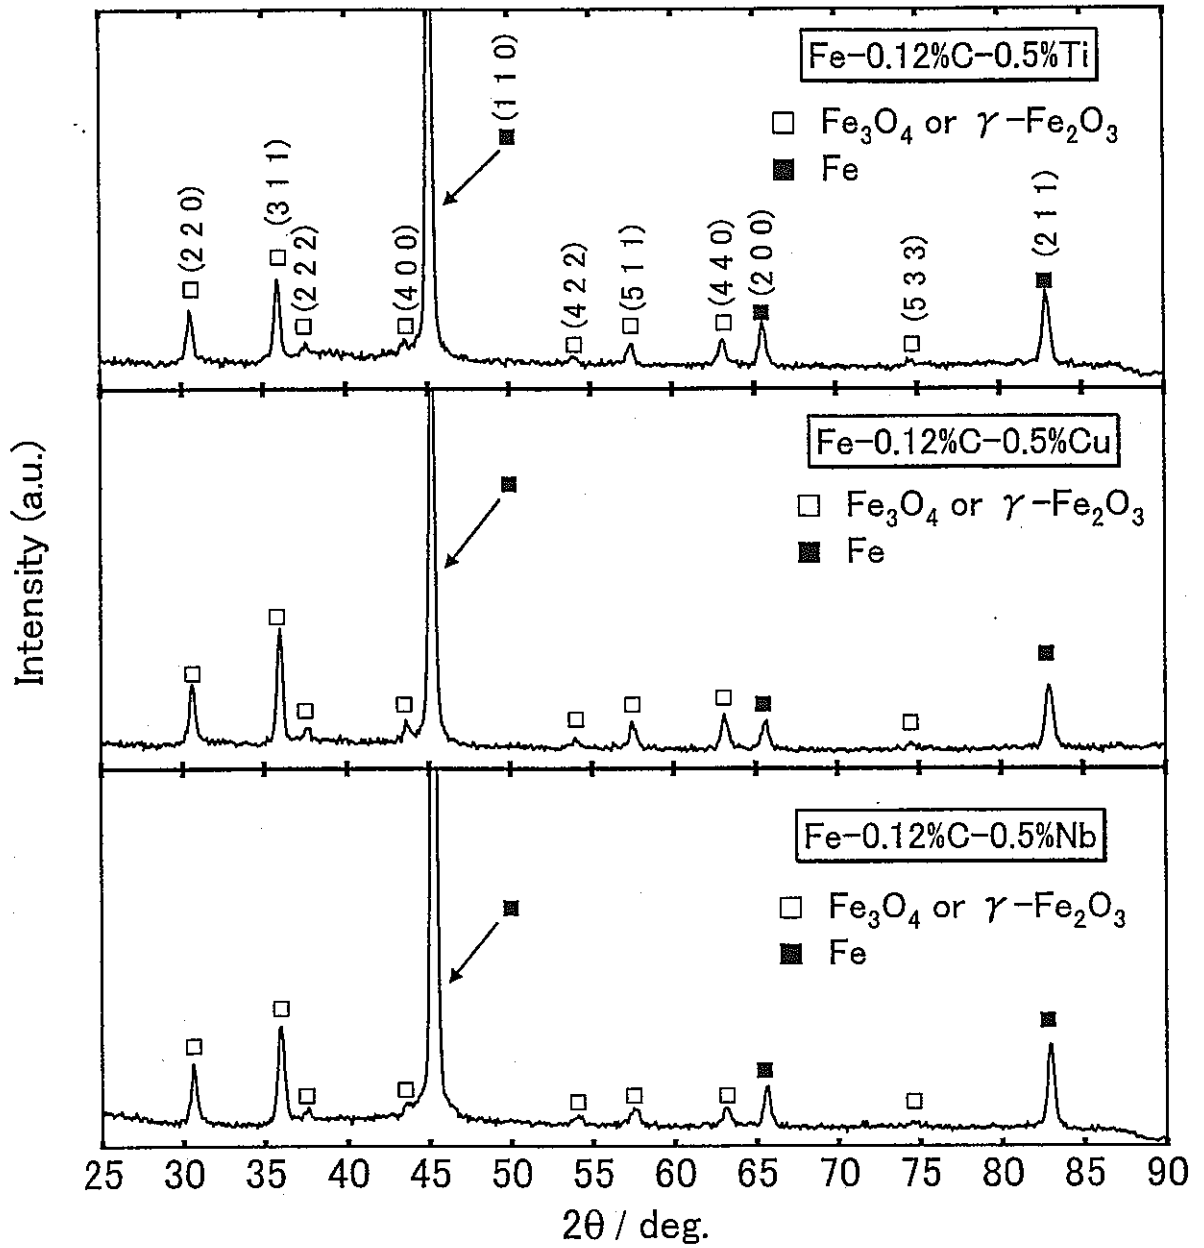 Fe-0.12%C-0.5%Ti
□ Fe₃O₄ or γ-Fe₂O₃
■ Fe
□(2 2 0)
□(3 1 1)
□(2 2 2)
□(4 0 0)
■(1 1 0)
□(4 2 2)
□(5 1 1)
□(4 4 0)
■(2 0 0)
□(5 3 3)
■(2 1 1)
Fe-0.12%C-0.5%Cu
□ Fe₃O₄ or γ-Fe₂O₃
■ Fe
Intensity (a.u.)
Fe-0.12%C-0.5%Nb
□ Fe₃O₄ or γ-Fe₂O₃
■ Fe
25 30 35 40 45 50 55 60 65 70 75 80 85 90
2θ / deg.